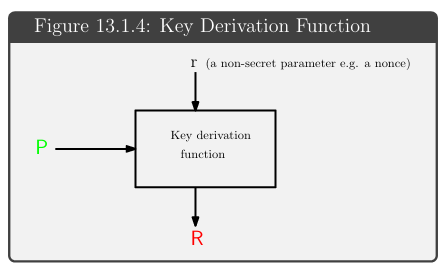 Figure 13.1.4: Key Derivation Function
r (a non-secret parameter e.g. a nonce)
Key derivation
P
function
R